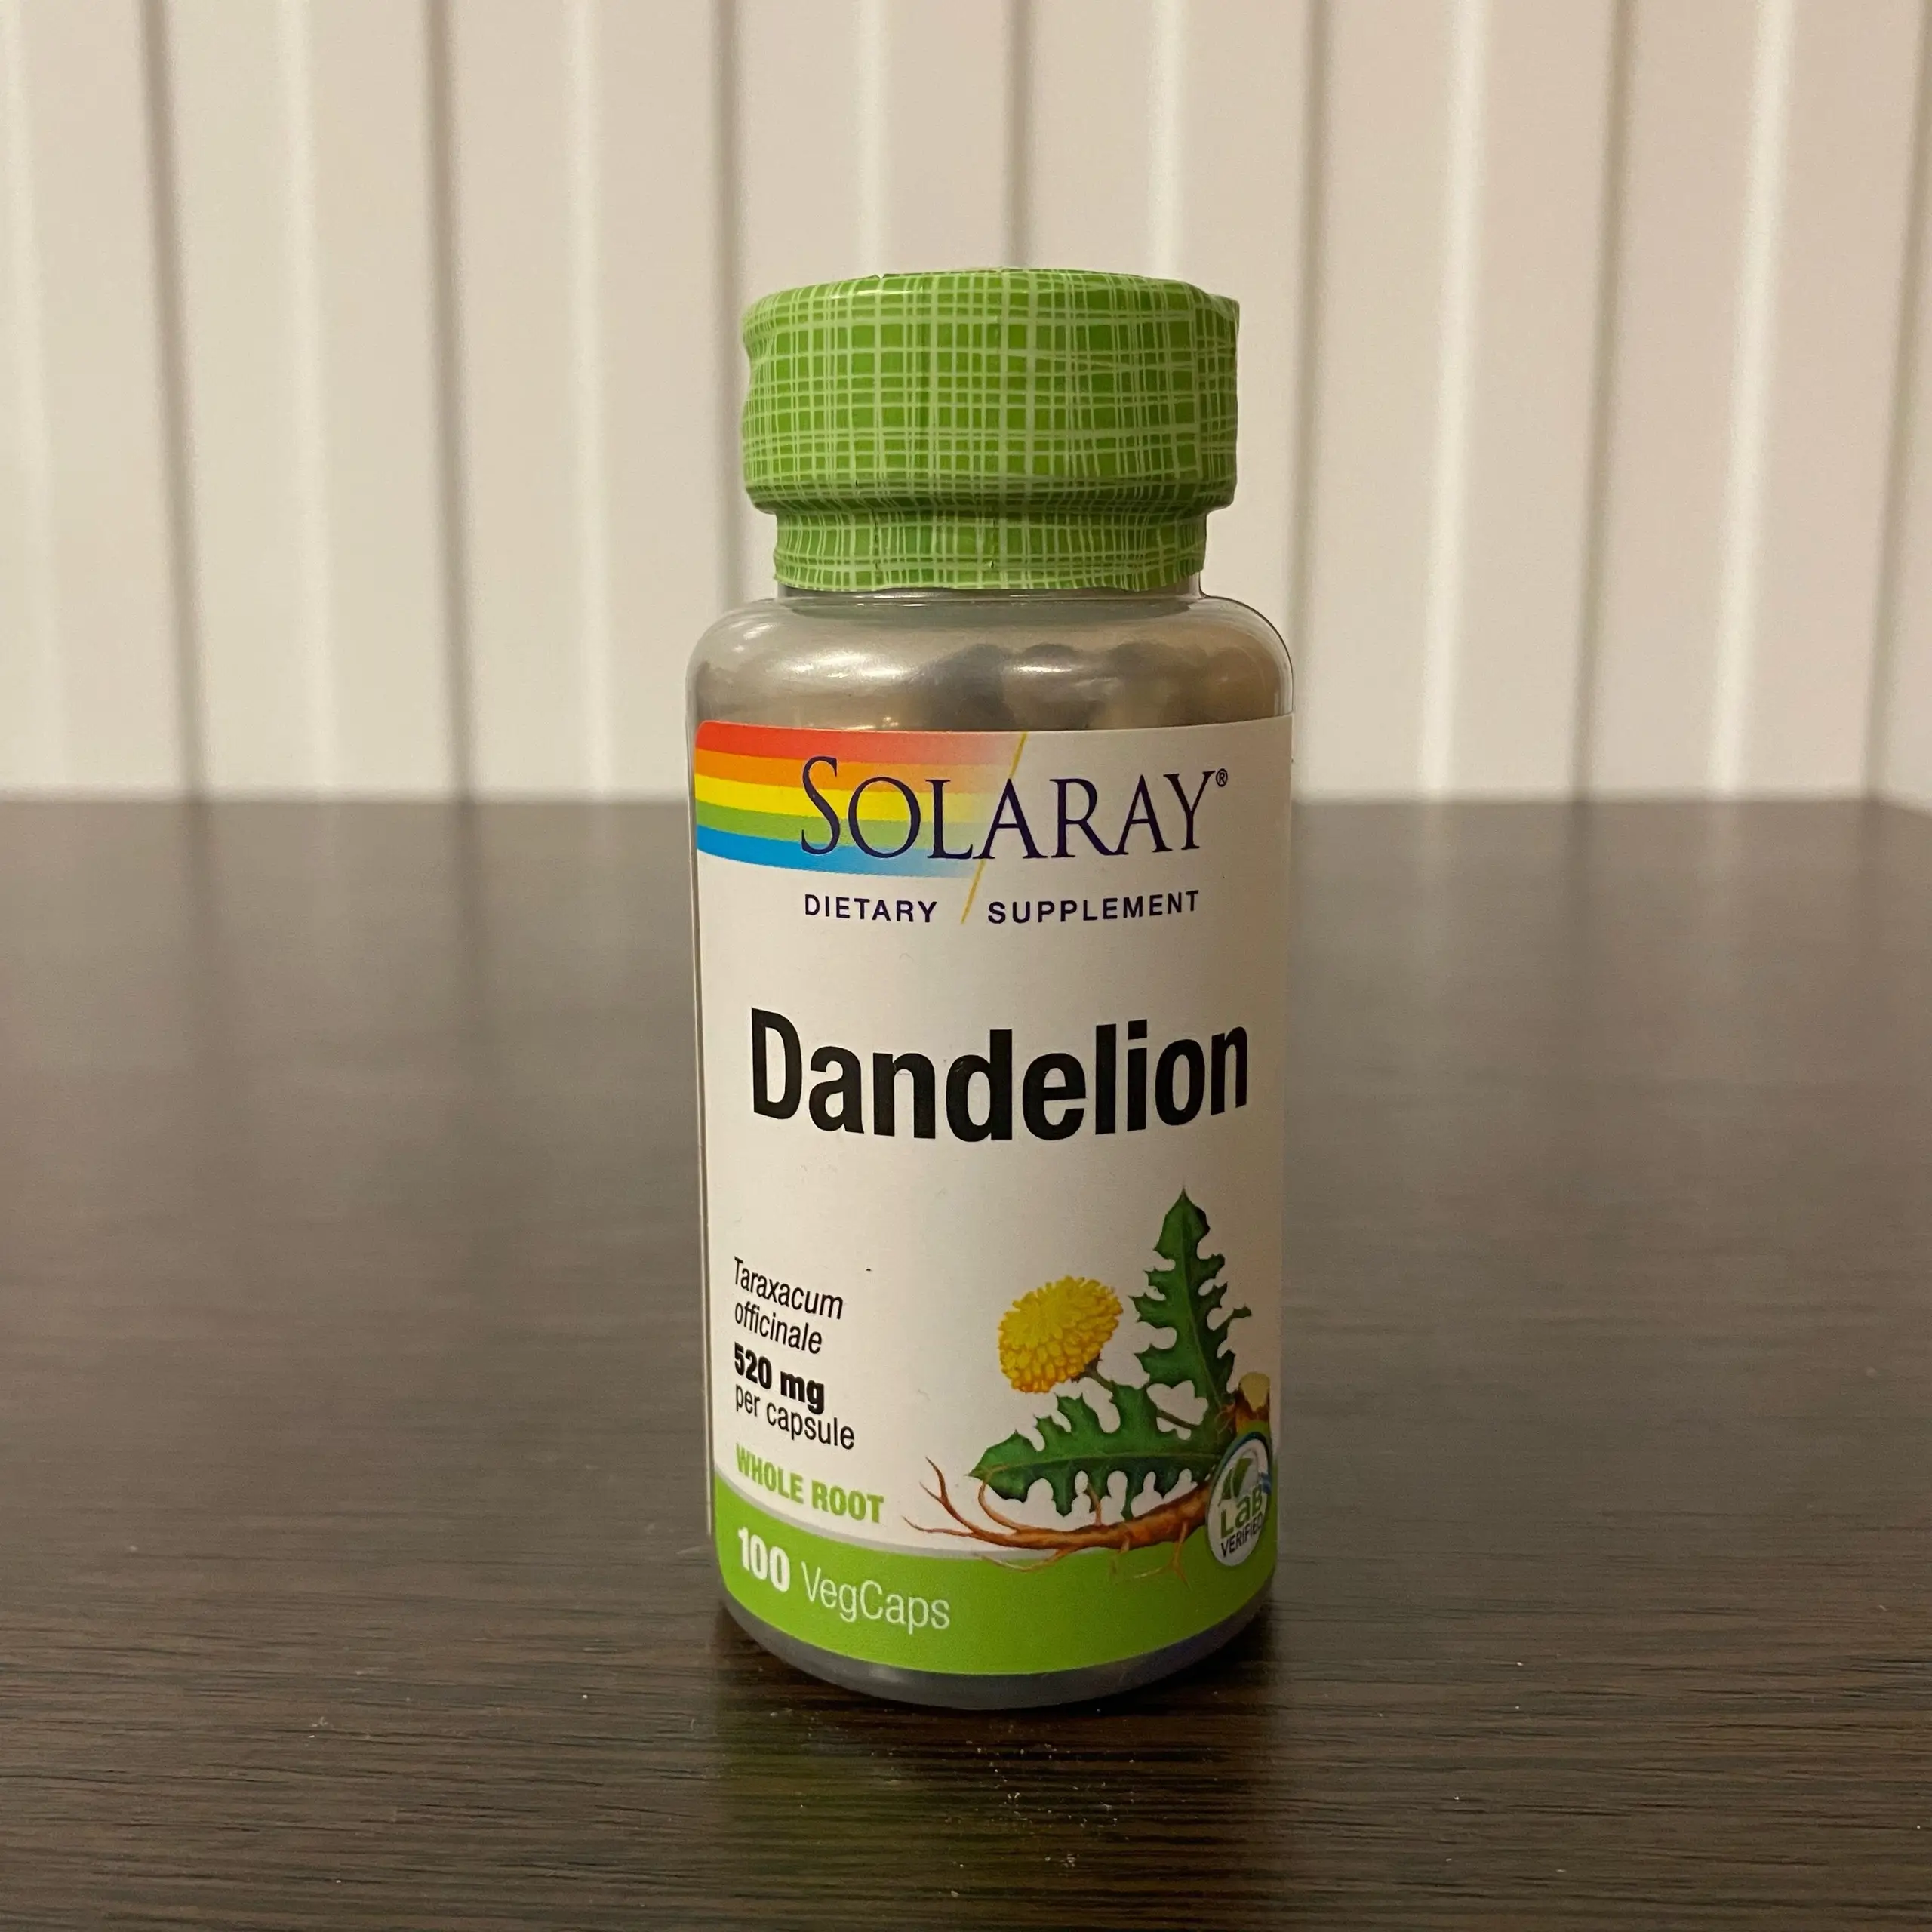 SOLARAY®
DIETARY SUPPLEMENT
Dandelion
Taraxacum
officinale
520 mg
per capsule
WHOLE ROOT
100 VegCaps
Lab
VERIFIED